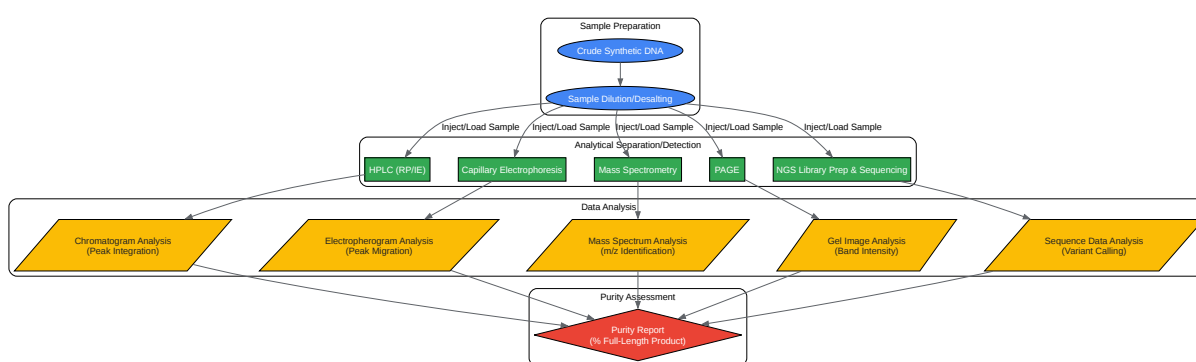 Sample Preparation
Crude Synthetic DNA
Sample Dilution/Desalting
Inject/Load Sample
Inject/Load Sample
Inject/Load Sample
Inject/Load Sample
Inject/Load Sample
Analytical Separation/Detection
HPLC (RP/IE)
Capillary Electrophoresis
Mass Spectrometry
PAGE
NGS Library Prep & Sequencing
Data Analysis
Chromatogram Analysis
(Peak Integration)
Electropherogram Analysis
(Peak Migration)
Mass Spectrum Analysis
(m/z Identification)
Gel Image Analysis
(Band Intensity)
Sequence Data Analysis
(Variant Calling)
Purity Assessment
Purity Report
(% Full-Length Product)